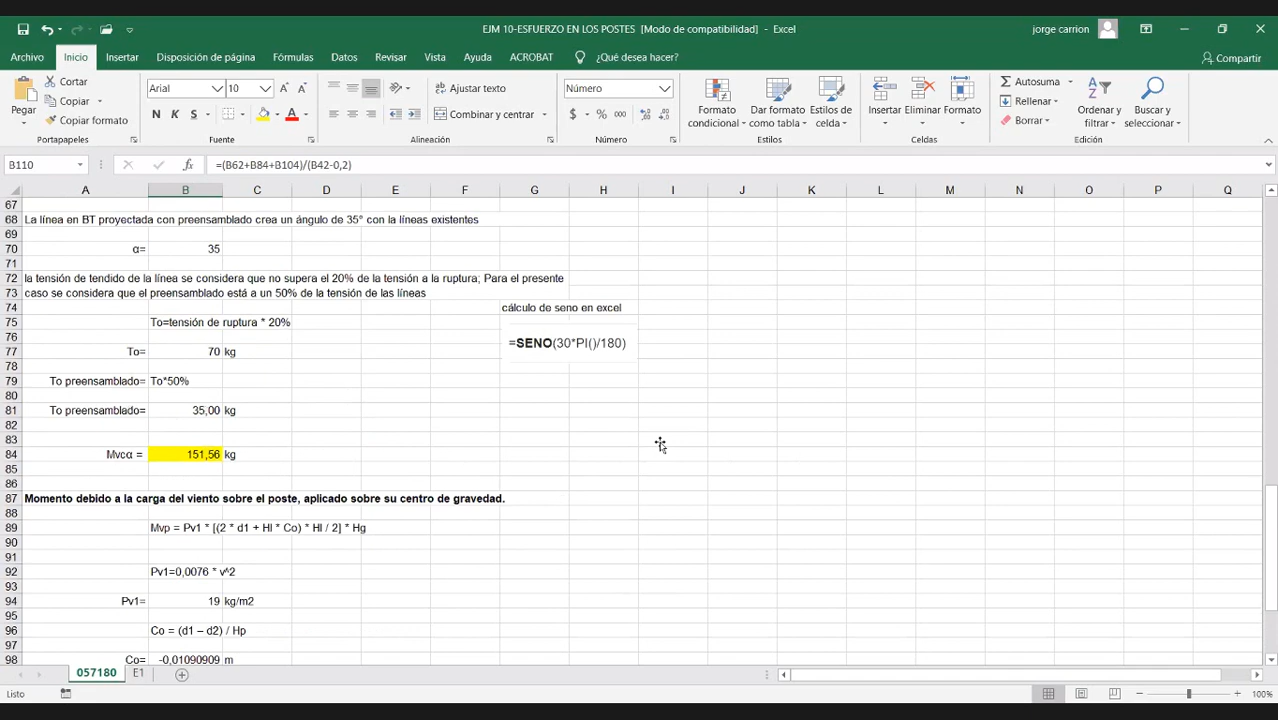 EJM 10-ESFUERZO EN LOS POSTES [Modo de compatibilidad] - Excel
jorge carrion
Archivo Inicio Insertar Disposición de página Fórmulas Datos Revisar Vista Ayuda ACROBAT ¿Qué desea hacer? Compartir
Pegar
Cortar
Copiar
Copiar formato
Portapapeles
Arial 10
N K S
Fuente
Ajustar texto
Combinar y centrar
Alineación
Número
$ % 000
Formato condicional
Dar formato como tabla
Estilos de celda
Estilos
Insertar Eliminar Formato
Celdas
Autosuma
Rellenar
Borrar
Ordenar y filtrar
Buscar y seleccionar
Edición
B110 fx =(B62+B84+B104)/(B42-0,2)
A B C D E F G H I J K L M N O P Q
67
68 La línea en BT proyectada con preensamblado crea un ángulo de 35° con la líneas existentes
69
70 α= 35
71
72 la tensión de tendido de la línea se considera que no supera el 20% de la tensión a la ruptura; Para el presente
73 caso se considera que el preensamblado está a un 50% de la tensión de las líneas
74 cálculo de seno en excel
75 To=tensión de ruptura * 20%
76 =SENO(30*PI()/180)
77 To= 70 kg
78
79 To preensamblado= To*50%
80
81 To preensamblado= 35,00 kg
82
83
84 Mvcα = 151,56 kg
85
86
87 Momento debido a la carga del viento sobre el poste, aplicado sobre su centro de gravedad.
88
89 Mvp = Pv1 * [(2 * d1 + Hl * Co) * Hl / 2] * Hg
90
91
92 Pv1=0,0076 * v^2
93
94 Pv1= 19 kg/m2
95
96 Co = (d1 – d2) / Hp
97
98 Co= -0,01090909 m
057180 E1
Listo 100%